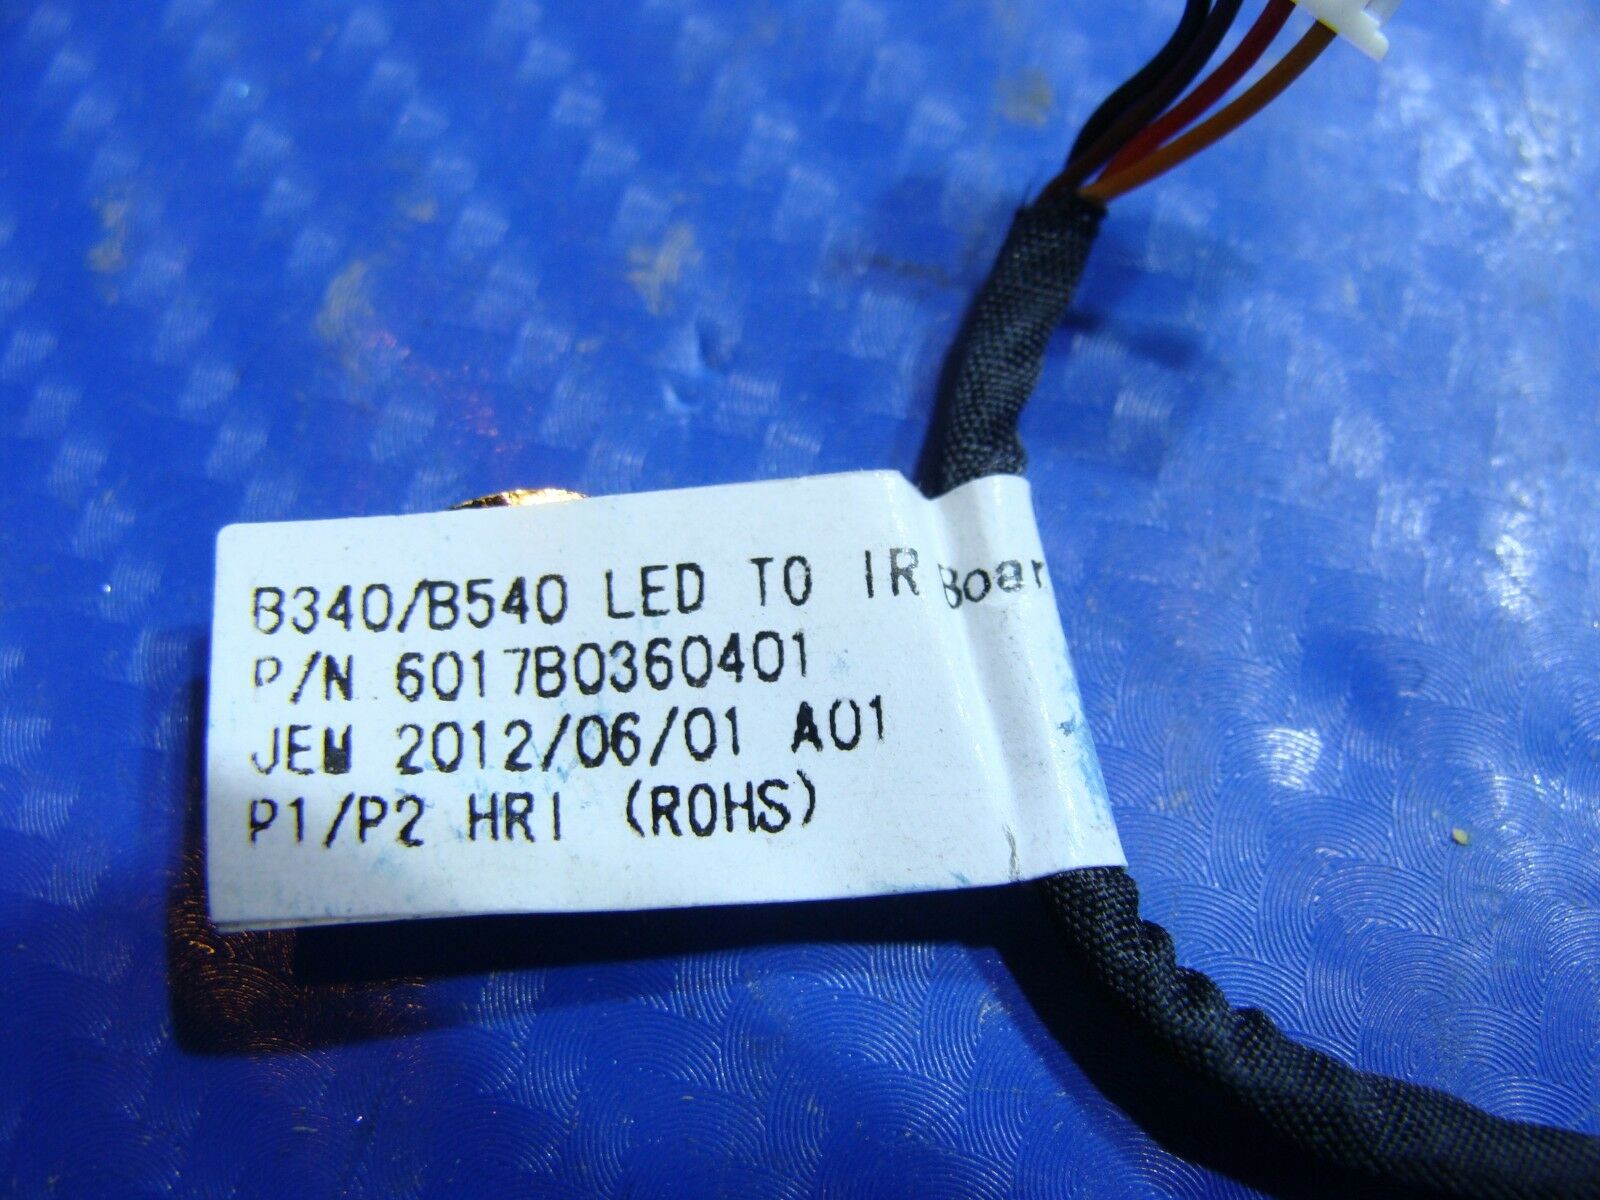 B340/B540 LED TO IR Boar
P/N 6017B0360401
JEM 2012/06/01 A01
P1/P2 HRI (ROHS)